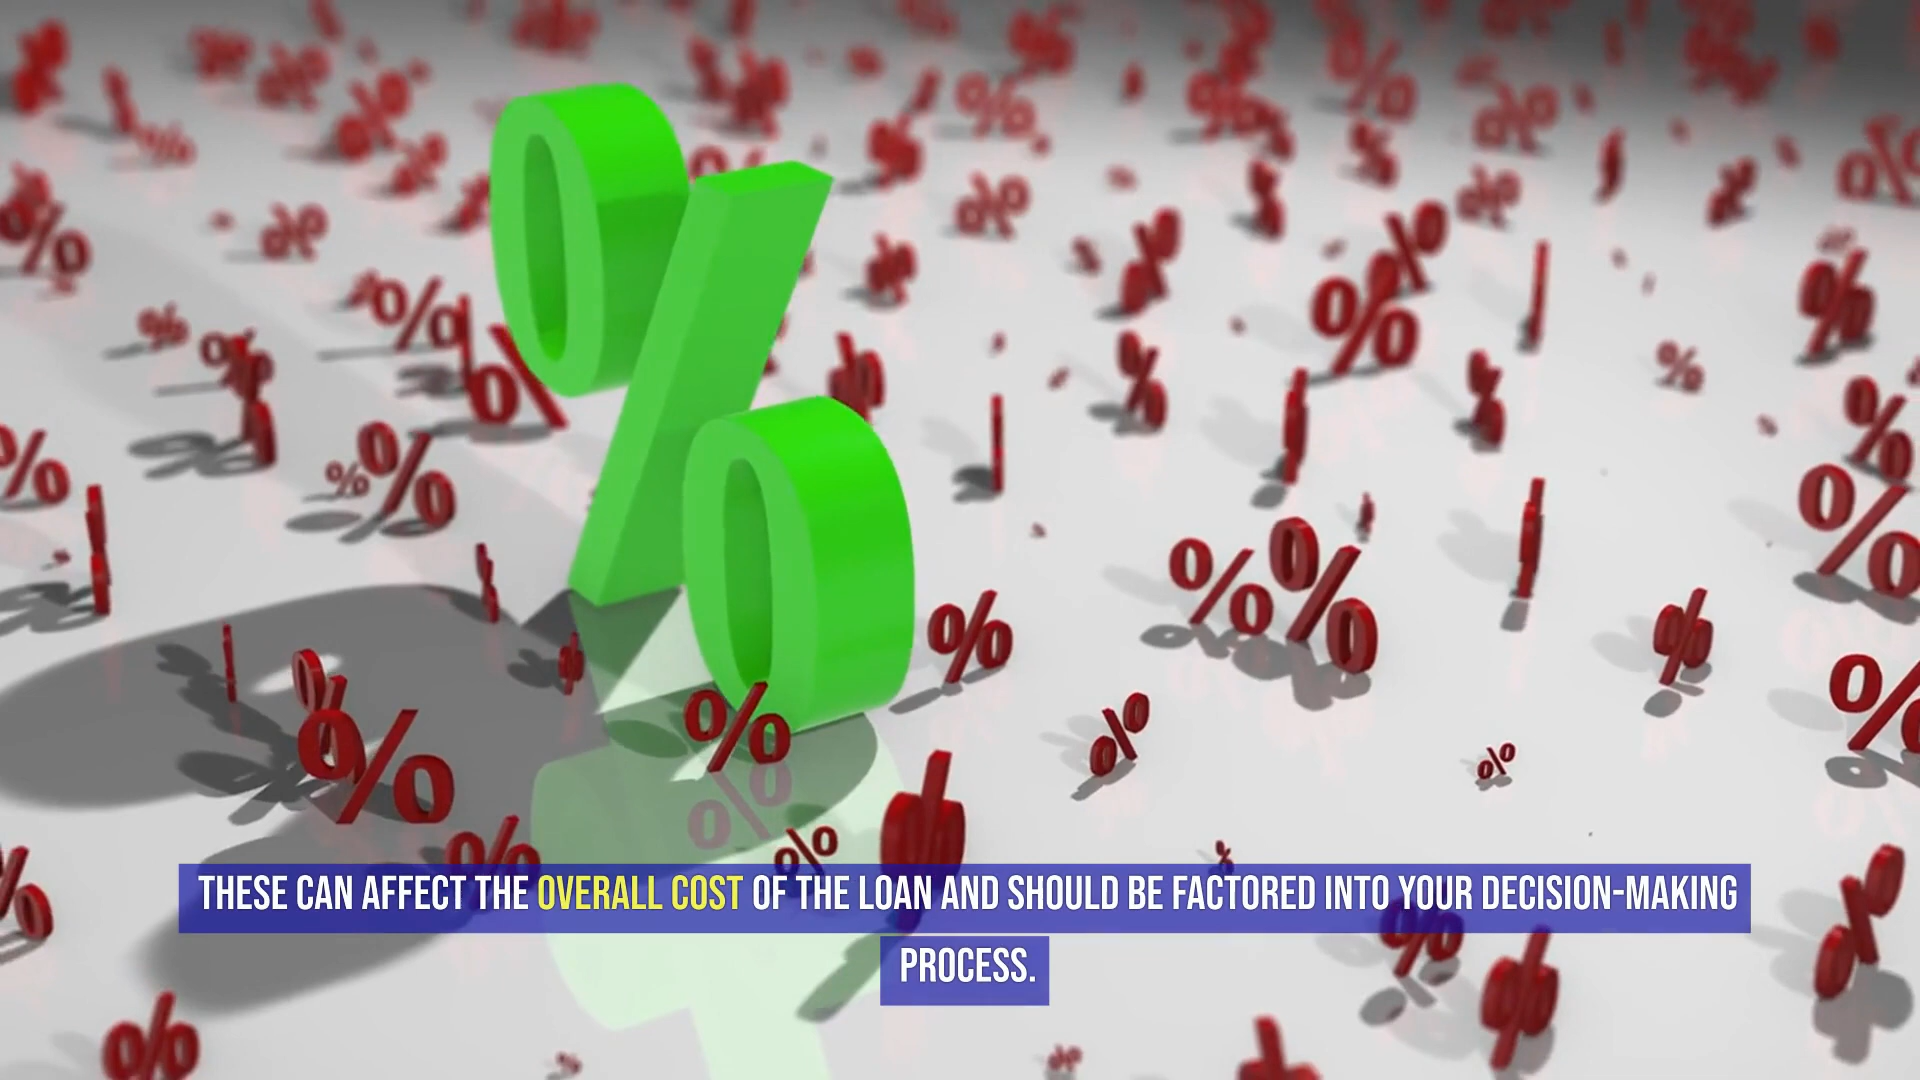 THESE CAN AFFECT THE OVERALL COST OF THE LOAN AND SHOULD BE FACTORED INTO YOUR DECISION-MAKING
PROCESS.